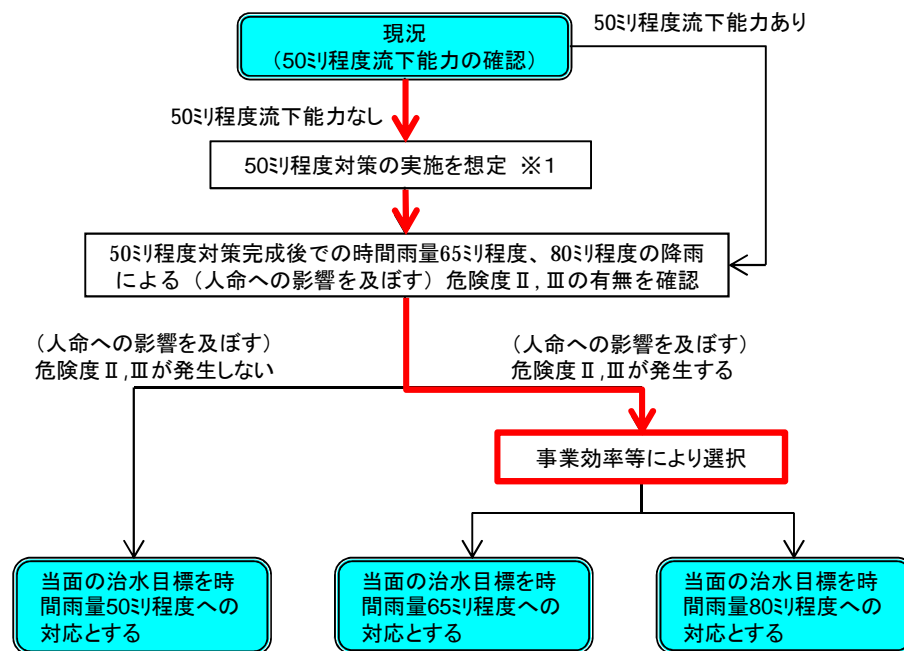 50ミリ程度流下能力あり
現況
（50ミリ程度流下能力の確認）
50ミリ程度流下能力なし
50ミリ程度対策の実施を想定 ※1
50ミリ程度対策完成後での時間雨量65ミリ程度、80ミリ程度の降雨
による（人命への影響を及ぼす）危険度Ⅱ,Ⅲの有無を確認
（人命への影響を及ぼす）
危険度Ⅱ,Ⅲが発生しない
（人命への影響を及ぼす）
危険度Ⅱ,Ⅲが発生する
事業効率等により選択
当面の治水目標を時
間雨量50ミリ程度への
対応とする
当面の治水目標を時
間雨量65ミリ程度への
対応とする
当面の治水目標を時
間雨量80ミリ程度への
対応とする